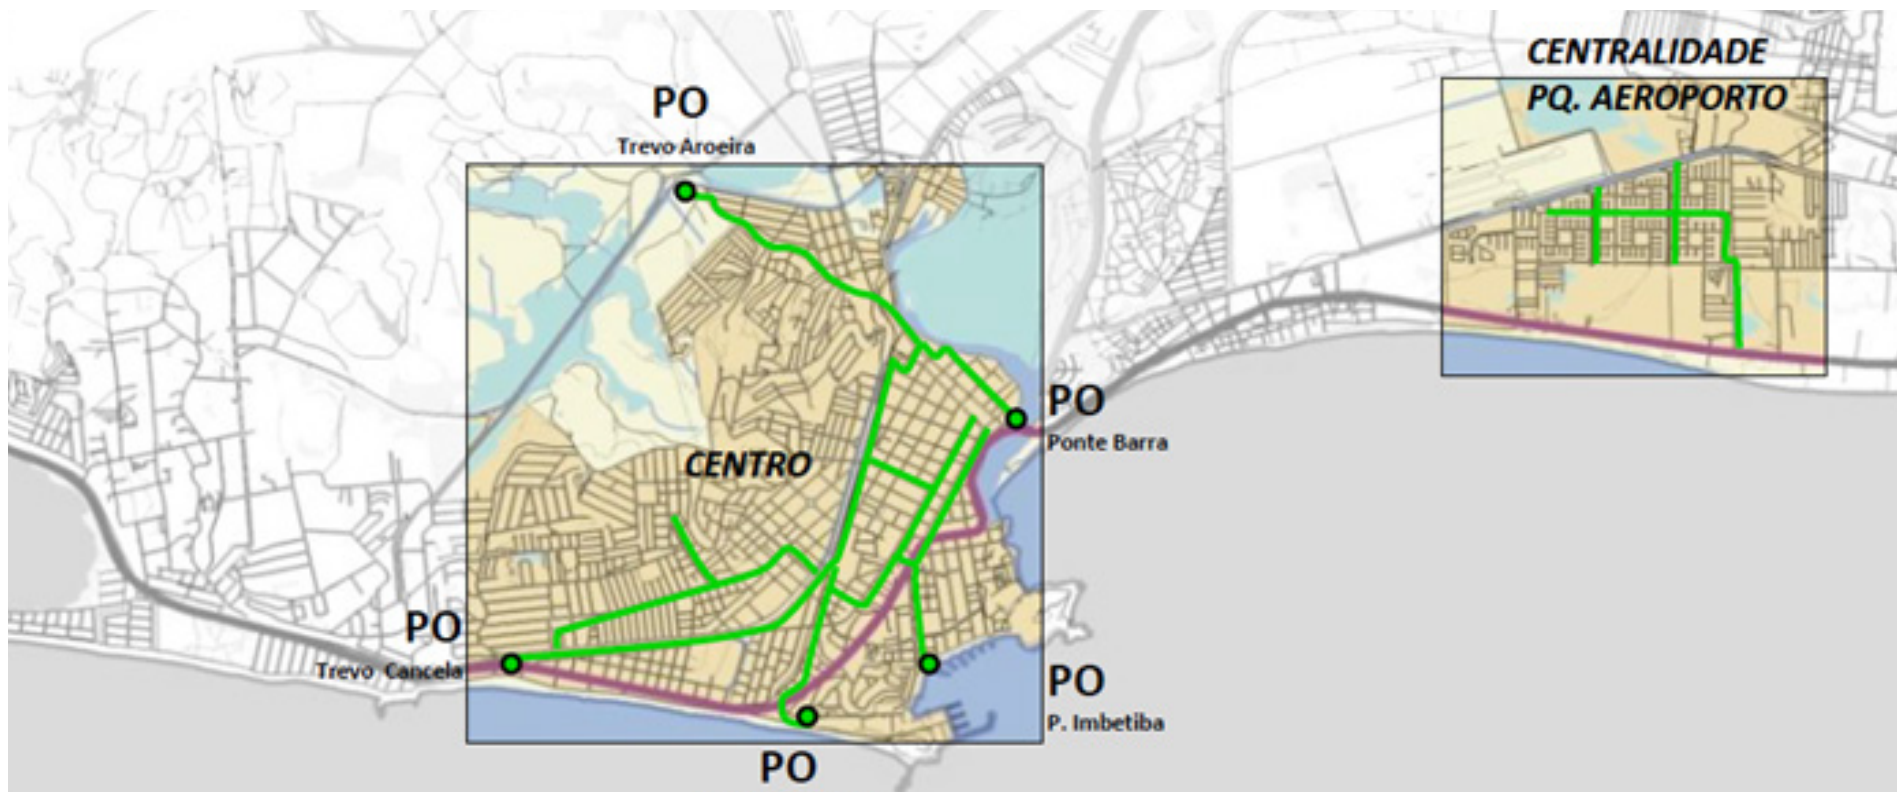 CENTRALIDADE
PQ. AEROPORTO
PO
Trevo Aroeira
PO
Ponte Barra
CENTRO
PO
Trevo Cancela
PO
P. Imbetiba
PO